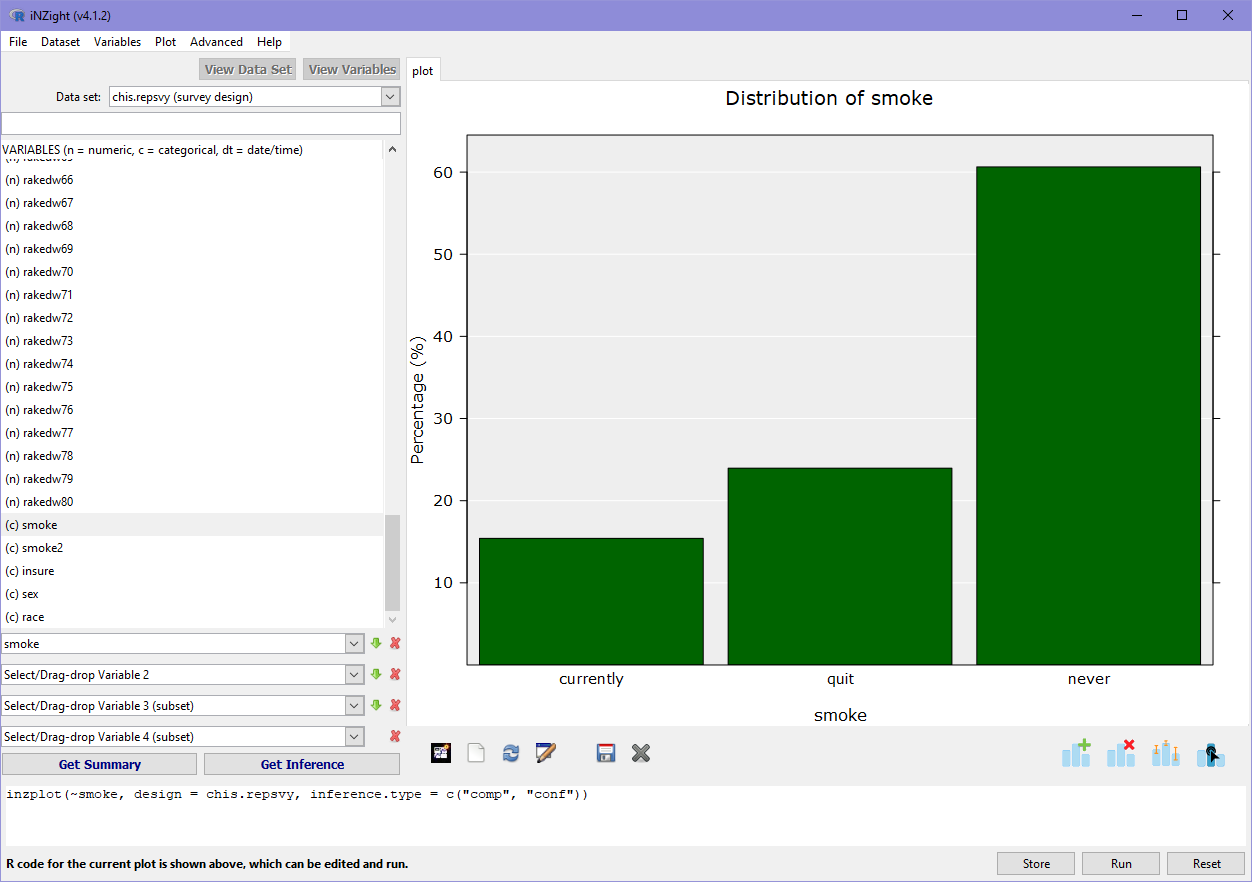 iNZight (v4.1.2)
File Dataset Variables Plot Advanced Help
View Data Set View Variables
Data set: chis.repsvy (survey design)
VARIABLES (n = numeric, c = categorical, dt = date/time)
(n) rakedw66
(n) rakedw67
(n) rakedw68
(n) rakedw69
(n) rakedw70
(n) rakedw71
(n) rakedw72
(n) rakedw73
(n) rakedw74
(n) rakedw75
(n) rakedw76
(n) rakedw77
(n) rakedw78
(n) rakedw79
(n) rakedw80
(c) smoke
(c) smoke2
(c) insure
(c) sex
(c) race
smoke
Select/Drag-drop Variable 2
Select/Drag-drop Variable 3 (subset)
Select/Drag-drop Variable 4 (subset)
Get Summary Get Inference
plot
Distribution of smoke
Percentage (%)
60
50
40
30
20
10
currently quit never
smoke
inzplot(~smoke, design = chis.repsvy, inference.type = c("comp", "conf"))
R code for the current plot is shown above, which can be edited and run.
Store Run Reset